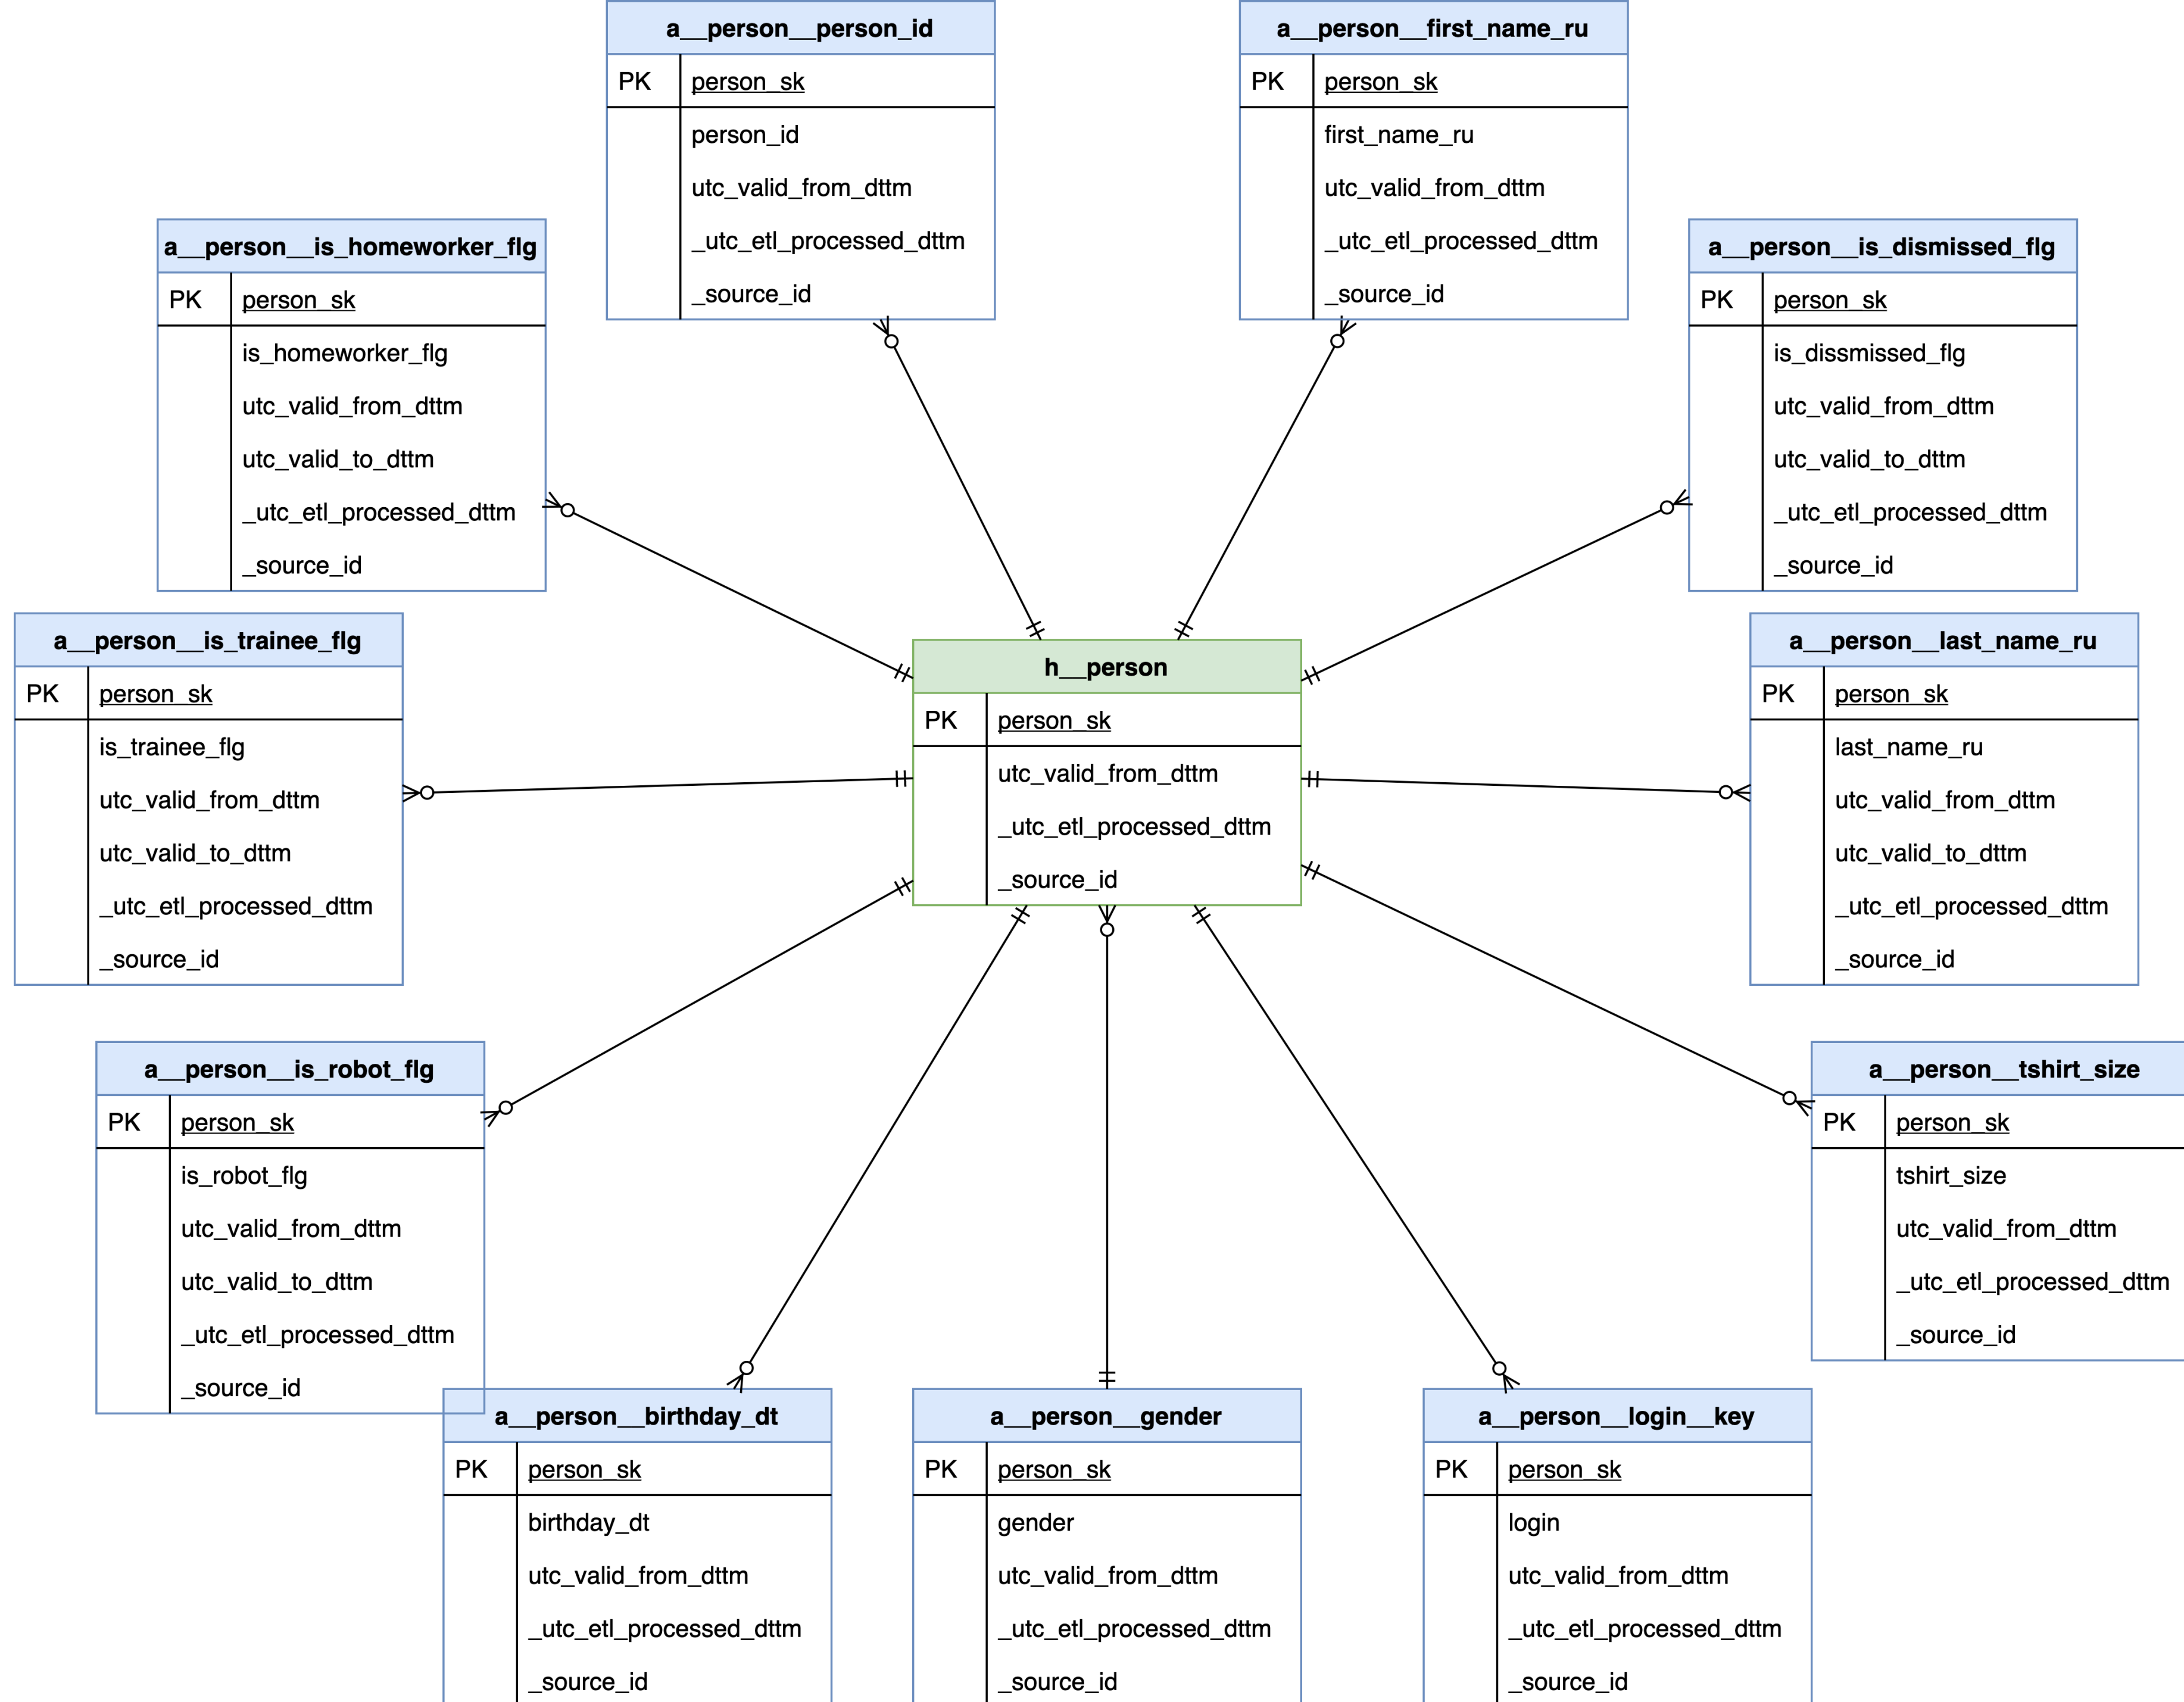 a__person__person_id
PK person_sk
person_id
utc_valid_from_dttm
_utc_etl_processed_dttm
_source_id
a__person__first_name_ru
PK person_sk
first_name_ru
utc_valid_from_dttm
_utc_etl_processed_dttm
_source_id
a__person__is_homeworker_flg
PK person_sk
is_homeworker_flg
utc_valid_from_dttm
utc_valid_to_dttm
_utc_etl_processed_dttm
_source_id
a__person__is_dismissed_flg
PK person_sk
is_dissmissed_flg
utc_valid_from_dttm
utc_valid_to_dttm
_utc_etl_processed_dttm
_source_id
a__person__is_trainee_flg
PK person_sk
is_trainee_flg
utc_valid_from_dttm
utc_valid_to_dttm
_utc_etl_processed_dttm
_source_id
h__person
PK person_sk
utc_valid_from_dttm
_utc_etl_processed_dttm
_source_id
a__person__last_name_ru
PK person_sk
last_name_ru
utc_valid_from_dttm
utc_valid_to_dttm
_utc_etl_processed_dttm
_source_id
a__person__is_robot_flg
PK person_sk
is_robot_flg
utc_valid_from_dttm
utc_valid_to_dttm
_utc_etl_processed_dttm
_source_id
a__person__tshirt_size
PK person_sk
tshirt_size
utc_valid_from_dttm
_utc_etl_processed_dttm
_source_id
a__person__birthday_dt
PK person_sk
birthday_dt
utc_valid_from_dttm
_utc_etl_processed_dttm
_source_id
a__person__gender
PK person_sk
gender
utc_valid_from_dttm
_utc_etl_processed_dttm
_source_id
a__person__login__key
PK person_sk
login
utc_valid_from_dttm
_utc_etl_processed_dttm
_source_id